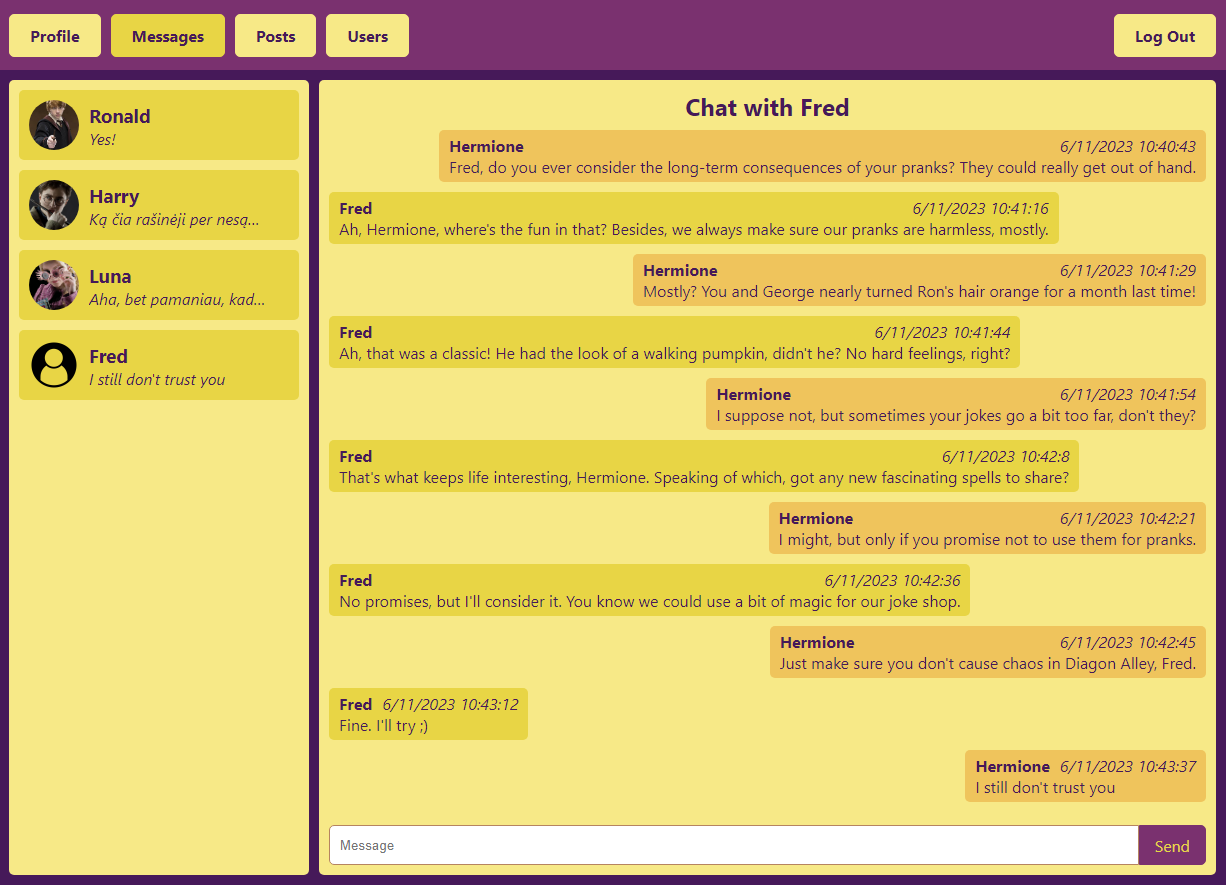 Profile
Messages
Posts
Users
Log Out
Ronald
Yes!
Harry
Ką čia rašinėji per nesą...
Luna
Aha, bet pamaniau, kad...
Fred
I still don't trust you
Chat with Fred
Hermione 6/11/2023 10:40:43
Fred, do you ever consider the long-term consequences of your pranks? They could really get out of hand.
Fred 6/11/2023 10:41:16
Ah, Hermione, where's the fun in that? Besides, we always make sure our pranks are harmless, mostly.
Hermione 6/11/2023 10:41:29
Mostly? You and George nearly turned Ron's hair orange for a month last time!
Fred 6/11/2023 10:41:44
Ah, that was a classic! He had the look of a walking pumpkin, didn't he? No hard feelings, right?
Hermione 6/11/2023 10:41:54
I suppose not, but sometimes your jokes go a bit too far, don't they?
Fred 6/11/2023 10:42:8
That's what keeps life interesting, Hermione. Speaking of which, got any new fascinating spells to share?
Hermione 6/11/2023 10:42:21
I might, but only if you promise not to use them for pranks.
Fred 6/11/2023 10:42:36
No promises, but I'll consider it. You know we could use a bit of magic for our joke shop.
Hermione 6/11/2023 10:42:45
Just make sure you don't cause chaos in Diagon Alley, Fred.
Fred 6/11/2023 10:43:12
Fine. I'll try ;)
Hermione 6/11/2023 10:43:37
I still don't trust you
Message
Send